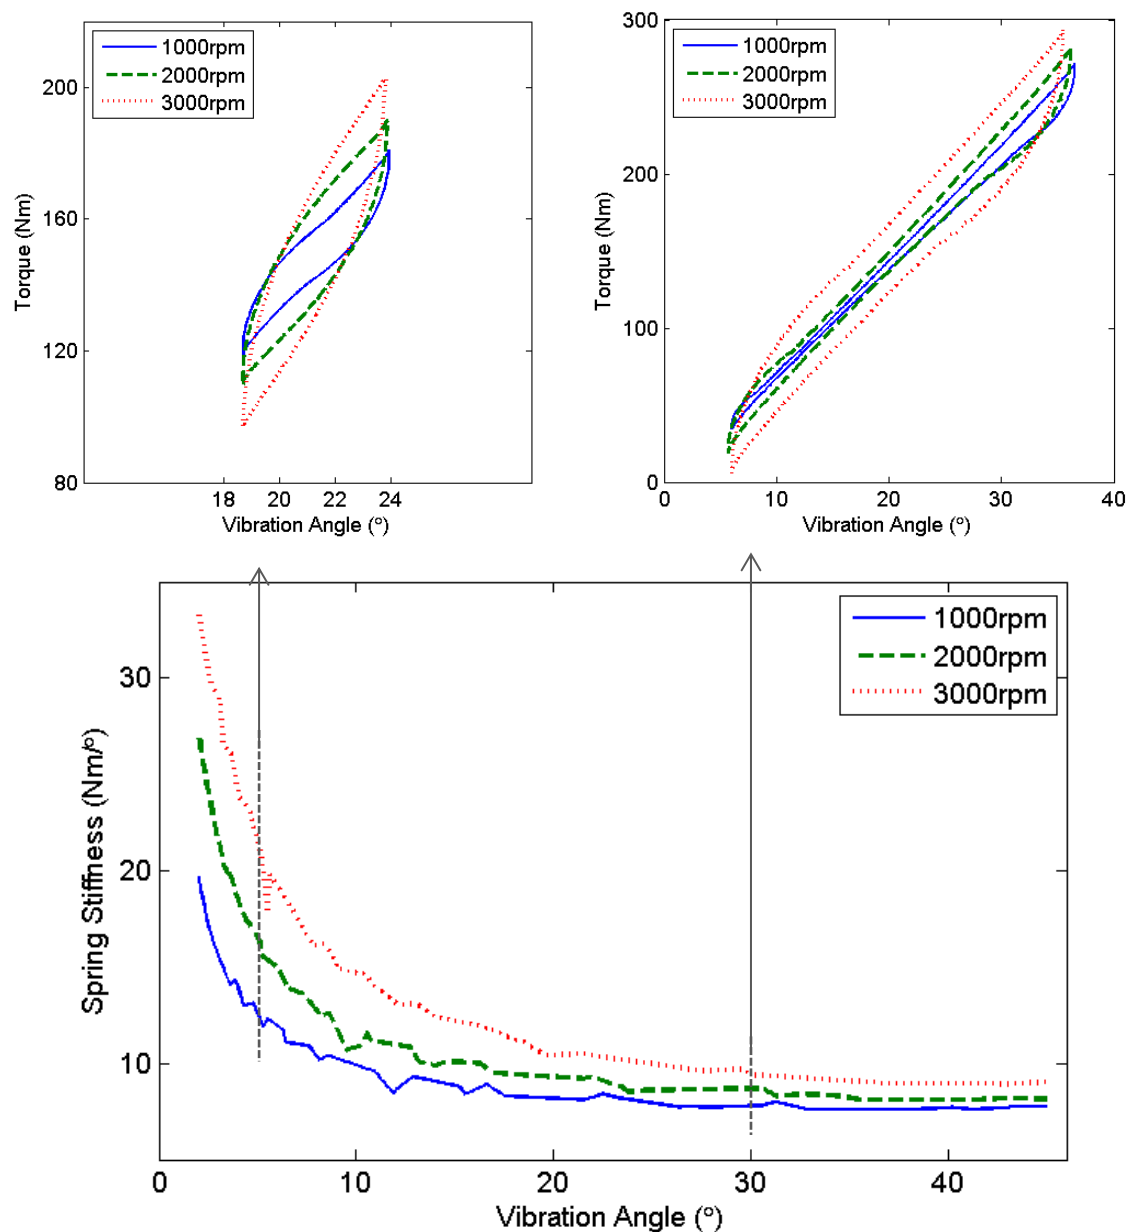 1000rpm
2000rpm
3000rpm
200
160
120
80
Torque (Nm)
18 20 22 24
Vibration Angle (°)
1000rpm
2000rpm
3000rpm
300
200
100
0
Torque (Nm)
0 10 20 30 40
Vibration Angle (°)
1000rpm
2000rpm
3000rpm
30
20
10
Spring Stiffness (Nm/°)
0 10 20 30 40
Vibration Angle (°)